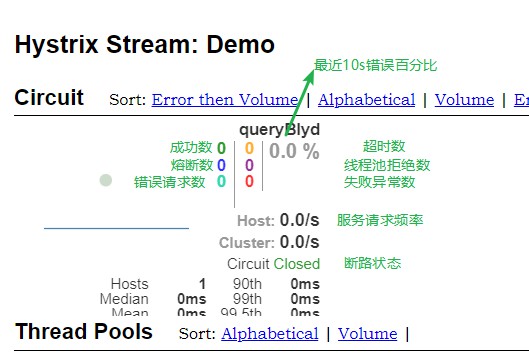 Hystrix Stream: Demo
最近10s错误百分比
Circuit Sort: Error then Volume | Alphabetical | Volume |
queryBlyd
成功数 0 0 0.0 % 超时数
熔断数 0 0 线程池拒绝数
错误请求数 0 0 失败异常数
Host: 0.0/s 服务请求频率
Cluster: 0.0/s
Circuit Closed 断路状态
Hosts 1 90th 0ms
Median 0ms 99th 0ms
Mean 0ms 99.5th 0ms
Thread Pools Sort: Alphabetical | Volume |